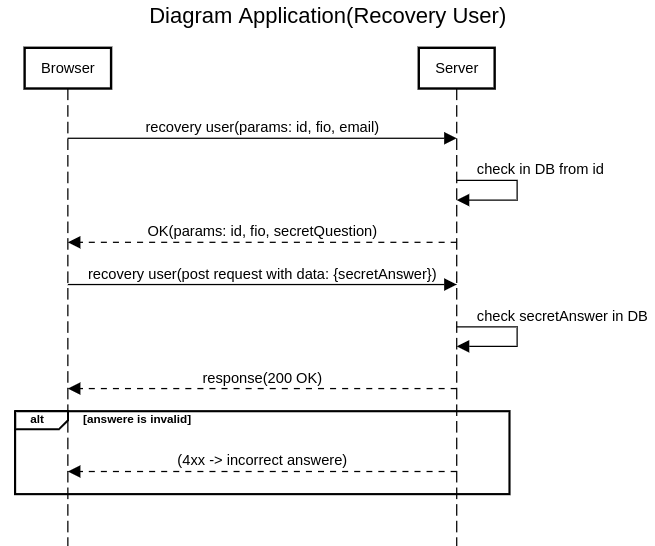 Diagram Application(Recovery User)
Browser
Server
recovery user(params: id, fio, email)
check in DB from id
OK(params: id, fio, secretQuestion)
recovery user(post request with data: {secretAnswer})
check secretAnswer in DB
response(200 OK)
alt
[answere is invalid]
(4xx -> incorrect answere)